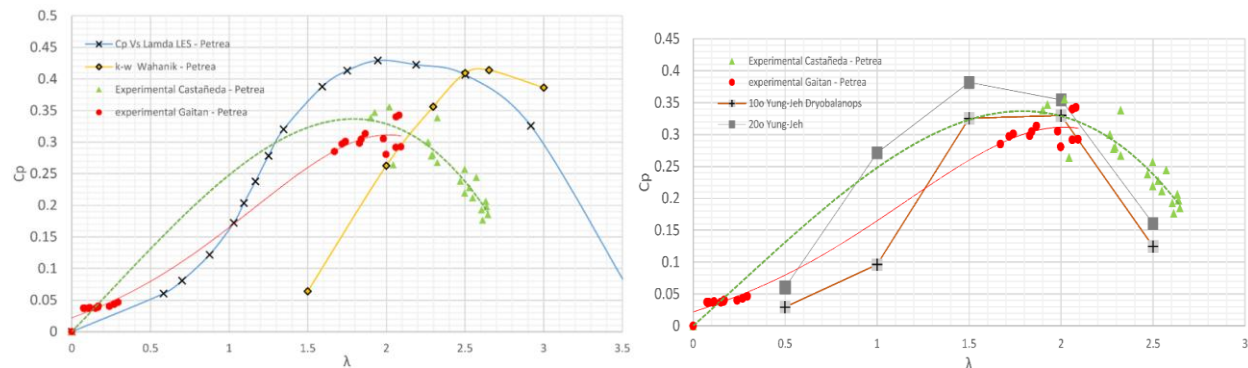 0.5
0.45
0.4
0.35
0.3
0.25
0.2
0.15
0.1
0.05
0
Cp
Cp Vs Lamda LES - Petrea
k-w Wahanik - Petrea
Experimental Castañeda - Petrea
experimental Gaitan - Petrea
0 0.5 1 1.5 2 2.5 3 3.5
λ
0.45
0.4
0.35
0.3
0.25
0.2
0.15
0.1
0.05
0
Cp
Experimental Castañeda - Petrea
experimental Gaitan - Petrea
10o Yung-Jeh Dryobalanops
20o Yung-Jeh
0 0.5 1 1.5 2 2.5 3
λ